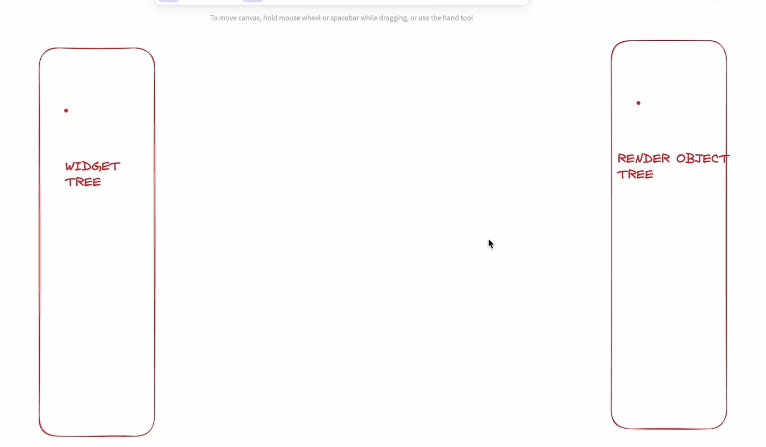 To move canvas, hold mouse wheel or spacebar while dragging, or use the hand tool
WIDGET
TREE
RENDER OBJECT
TREE